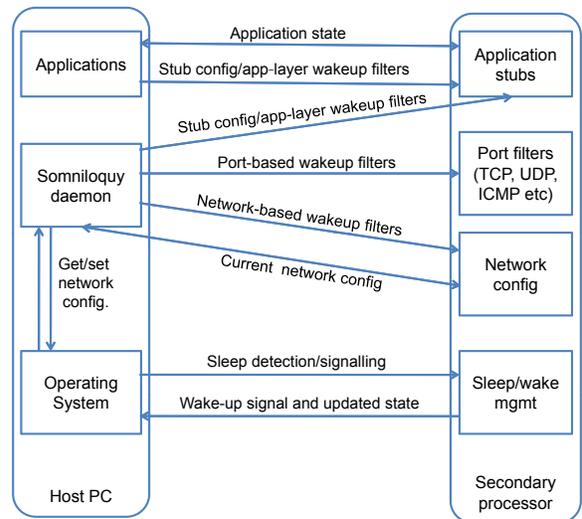 Application state
Applications
Stub config/app-layer wakeup filters
Application
stubs
Stub config/app-layer wakeup filters
Somniloquy
daemon
Port-based wakeup filters
Port filters
(TCP, UDP,
ICMP etc)
Network-based wakeup filters
Current network config
Network
config
Get/set
network
config.
Operating
System
Sleep detection/signalling
Wake-up signal and updated state
Sleep/wake
mgmt
Host PC
Secondary
processor